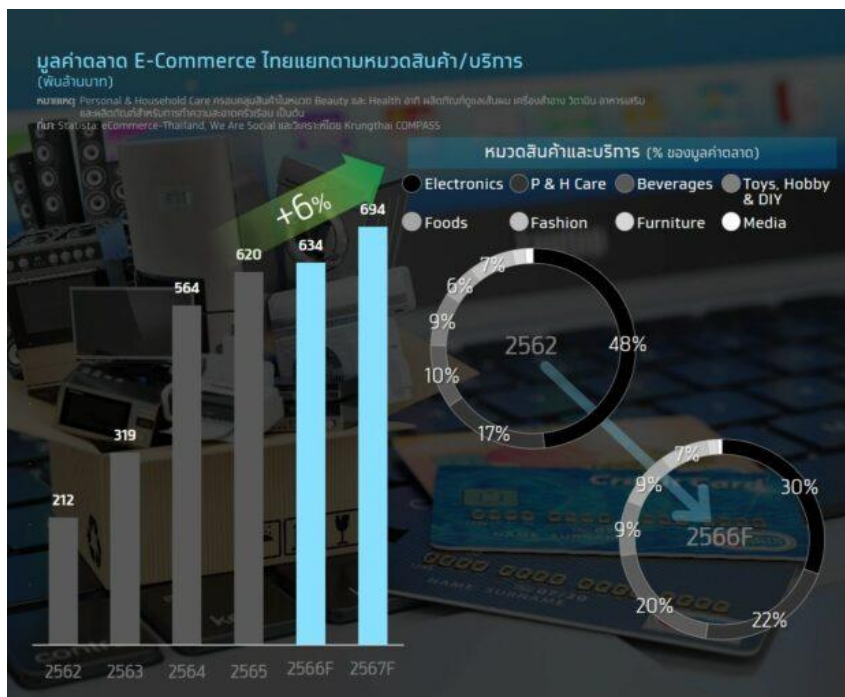 มูลค่าตลาด E-Commerce ไทยแยกตามหมวดสินค้า/บริการ
(พันล้านบาท)
หมายเหตุ Personal & Household Care ครอบคลุมสินค้าในหมวด Beauty และ Health อาทิ ผลิตภัณฑ์ดูแลเส้นผม เครื่องสำอาง วิตามิน อาหารเสริม
และผลิตภัณฑ์สำหรับการทำความสะอาดครัวเรือน เป็นต้น
ที่มา: Statista: eCommerce-Thailand, We Are Social และวิเคราะห์โดย Krungthai COMPASS
หมวดสินค้าและบริการ (% ของมูลค่าตลาด)
Electronics P & H Care Beverages Toys, Hobby
& DIY
Foods Fashion Furniture Media
+6%
212
319
564
620
634
694
2562 2563 2564 2565 2566F 2567F
2562
48%
17%
10%
9%
6%
7%
2566F
30%
22%
20%
9%
9%
7%
Credit Card
NAME SURNAME
07/20
NAME SURNAME